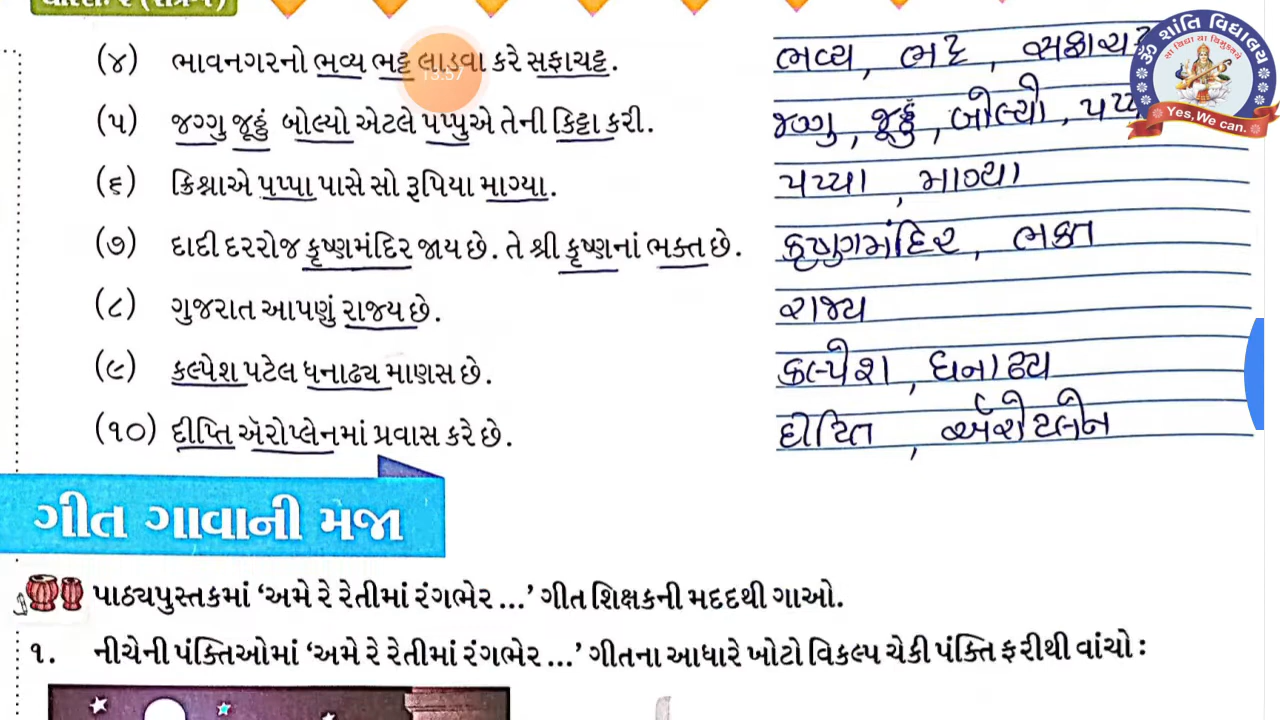 (૪) ભાવનગરનો ભવ્ય ભટ્ટ લાડવા કરે સફાચટ્ટ. ભવ્ય, ભટ્ટ,
(૫) જગ્ગુ જૂઠ્ઠું બોલ્યો એટલે પપ્પુએ તેની કિટ્ટા કરી. જગ્ગુ, જૂઠ્ઠું, બોલ્યો,
(૬) ક્રિશ્નાએ પપ્પા પાસે સો રૂપિયા માગ્યા. પપ્પા, માગ્યા
(૭) દાદી દરરોજ કૃષ્ણમંદિર જાય છે. તે શ્રી કૃષ્ણનાં ભક્ત છે. કૃષ્ણમંદિર, ભક્ત
(૮) ગુજરાત આપણું રાજ્ય છે. રાજ્ય
(૯) કલ્પેશ પટેલ ધનાઢ્ય માણસ છે. કલ્પેશ, ધનાઢ્ય
(૧૦) દીપ્તિ ઍરોપ્લેનમાં પ્રવાસ કરે છે. દીપ્તિ, ઍરોપ્લેન
ગીત ગાવાની મજા
પાઠ્યપુસ્તકમાં ‘અમે રે રેતીમાં રંગભેર ...’ ગીત શિક્ષકની મદદથી ગાઓ.
૧. નીચેની પંક્તિઓમાં ‘અમે રે રેતીમાં રંગભેર ...’ ગીતના આધારે ખોટો વિકલ્પ ચેકી પંક્તિ ફરીથી વાંચો :
ૐ શાંતિ વિદ્યાલય
सा विद्या या विमुक्तये
Yes, We can.
13:57